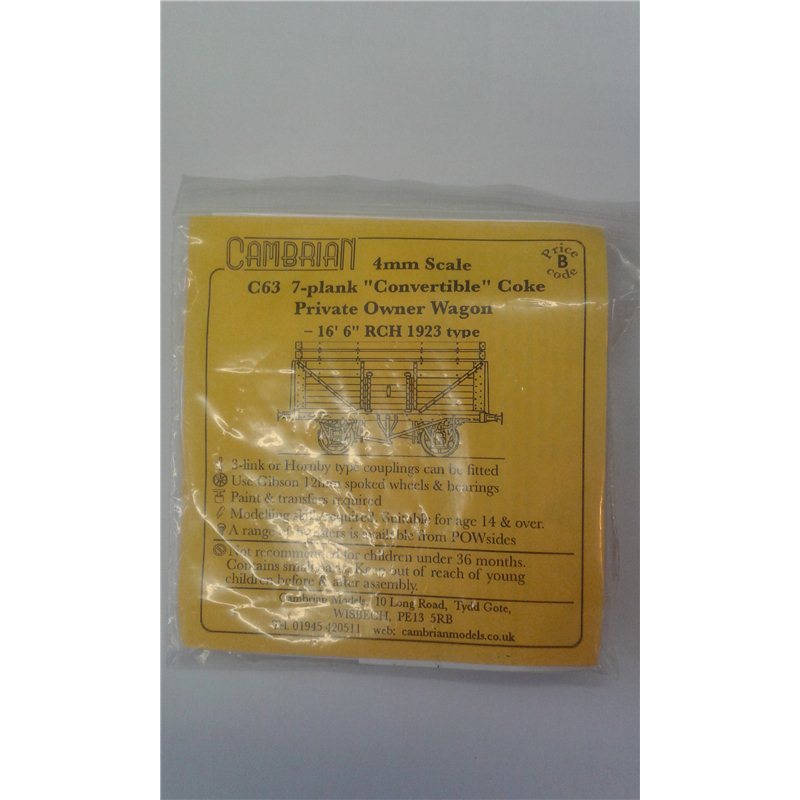 CAMBRIAN
Price B code
4mm Scale
C63 7-plank "Convertible" Coke
Private Owner Wagon
– 16' 6" RCH 1923 type
3-link or Hornby type couplings can be fitted
Use Gibson 12mm spoked wheels & bearings
Paint & transfers required
Modelling skills required. Suitable for age 14 & over.
A range of transfers is available from POWsides
Not recommended for children under 36 months.
Contains small parts. Keep out of reach of young
children before & after assembly.
Cambrian Models, 10 Long Road, Tydd Gote,
WISBECH, PE13 5RB
Tel. 01945 420511 web: cambrianmodels.co.uk